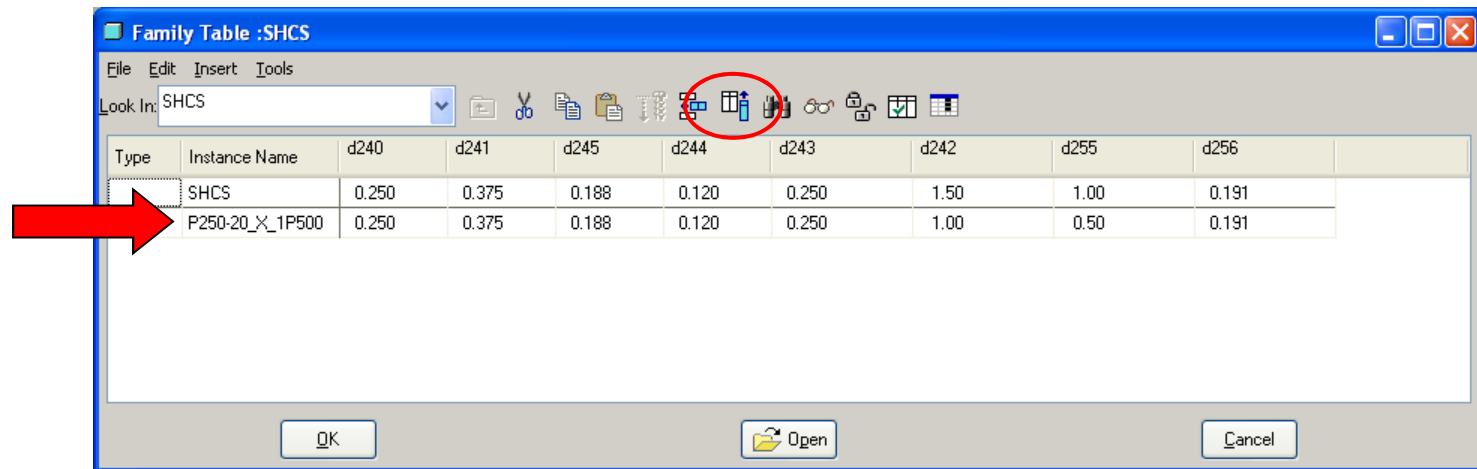 Family Table :SHCS
File Edit Insert Tools
Look In: SHCS
Type Instance Name d240 d241 d245 d244 d243 d242 d255 d256
SHCS 0.250 0.375 0.188 0.120 0.250 1.50 1.00 0.191
P250-20_X_1P500 0.250 0.375 0.188 0.120 0.250 1.00 0.50 0.191
OK Open Cancel